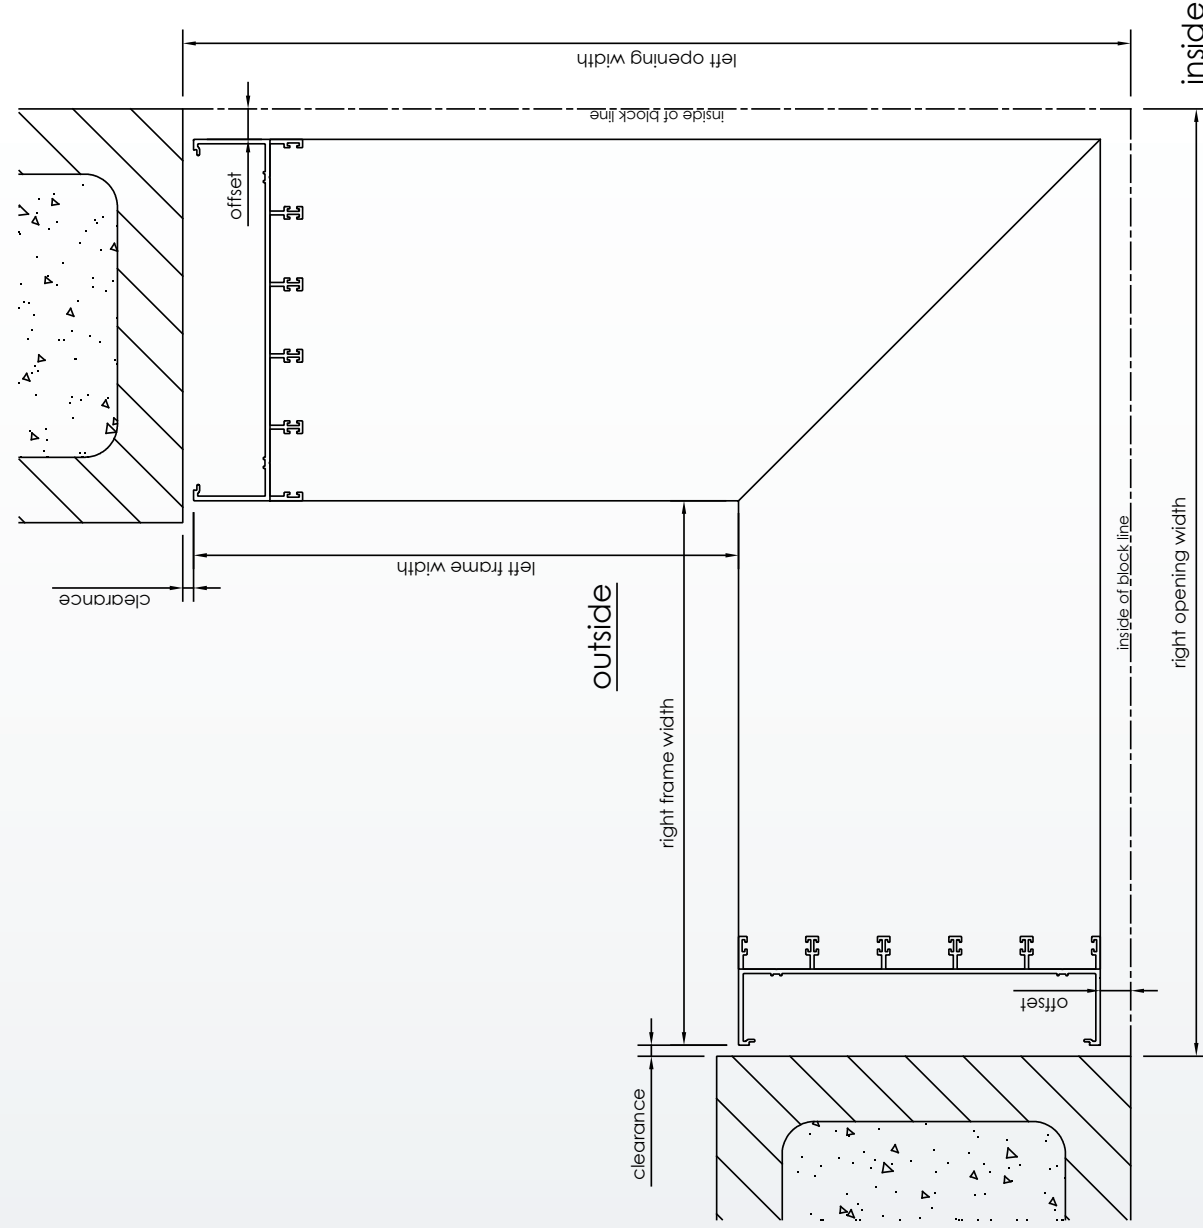 inside
left opening width
inside of block line
offset
left frame width
clearance
outside
right frame width
inside of block line
right opening width
offset
clearance